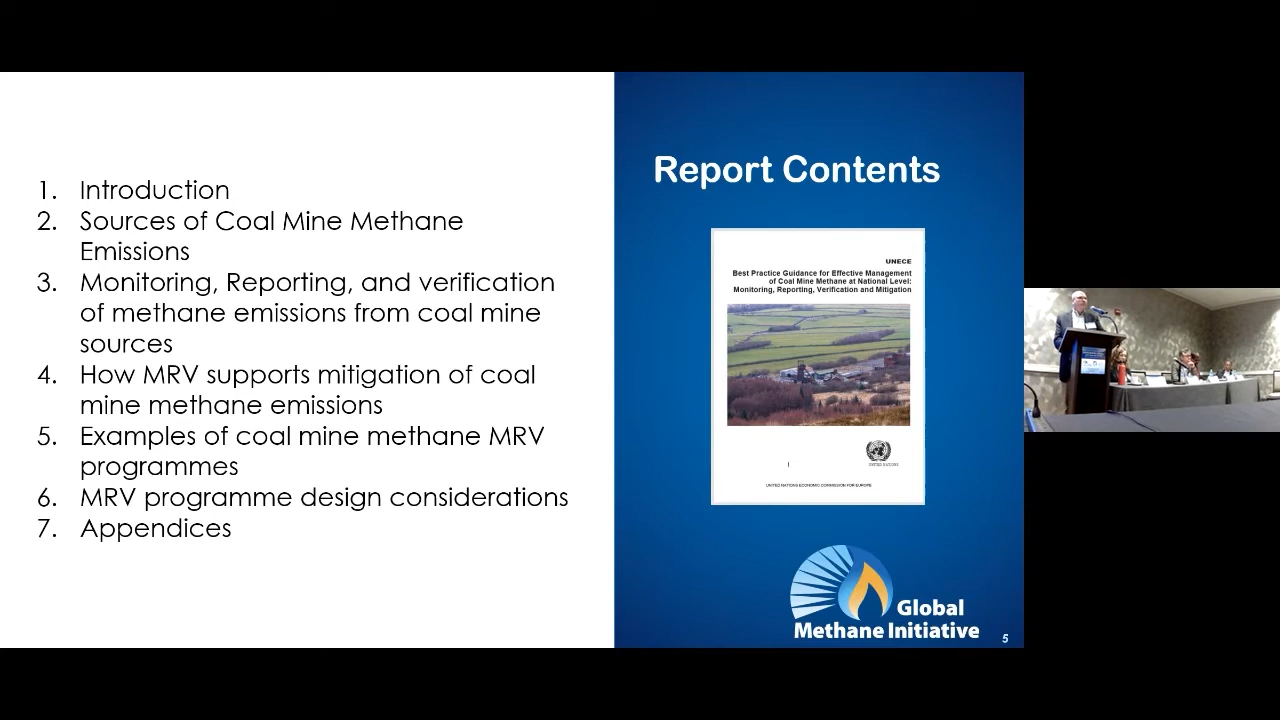 1. Introduction
2. Sources of Coal Mine Methane
Emissions
3. Monitoring, Reporting, and verification
of methane emissions from coal mine
sources
4. How MRV supports mitigation of coal
mine methane emissions
5. Examples of coal mine methane MRV
programmes
6. MRV programme design considerations
7. Appendices
Report Contents
UNECE
Best Practice Guidance for Effective Management
of Coal Mine Methane at National Level:
Monitoring, Reporting, Verification and Mitigation
UNITED NATIONS
UNITED NATIONS ECONOMIC COMMISSION FOR EUROPE
Global
Methane Initiative
5